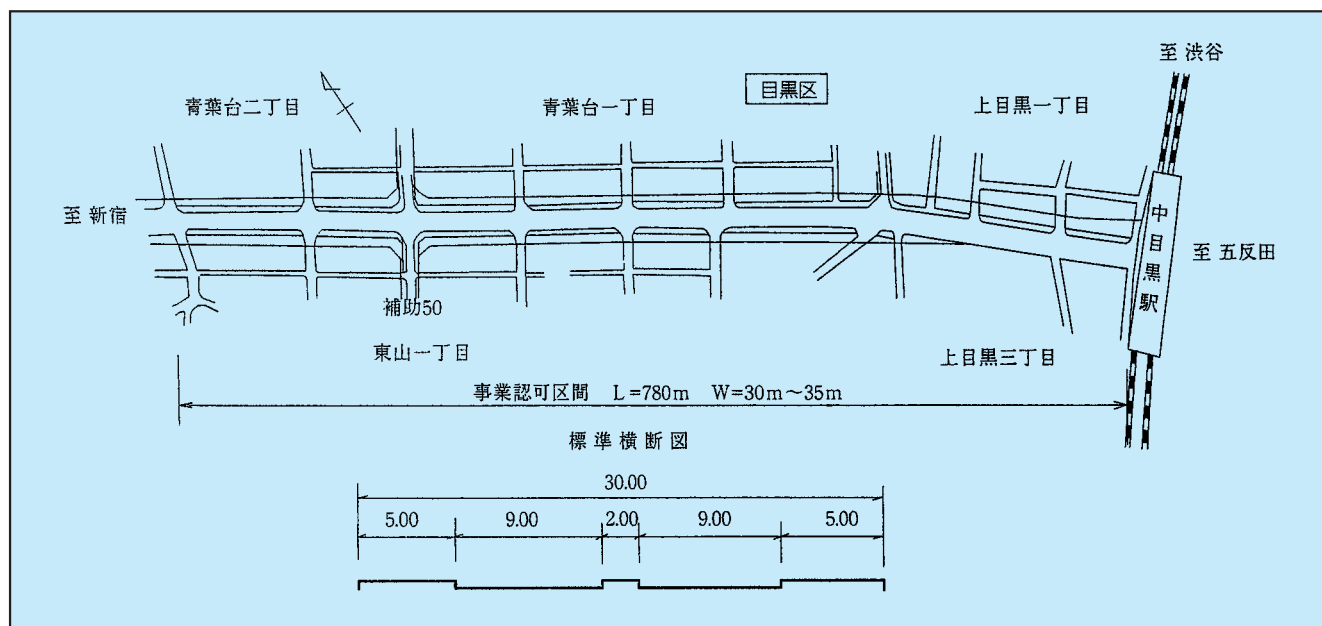 至 渋谷
目黒区
青葉台二丁目
青葉台一丁目
上目黒一丁目
至 新宿
中目黒駅
至 五反田
補助50
東山一丁目
上目黒三丁目
事業認可区間 L=780m W=30m～35m
標準横断図
30.00
5.00 9.00 2.00 9.00 5.00